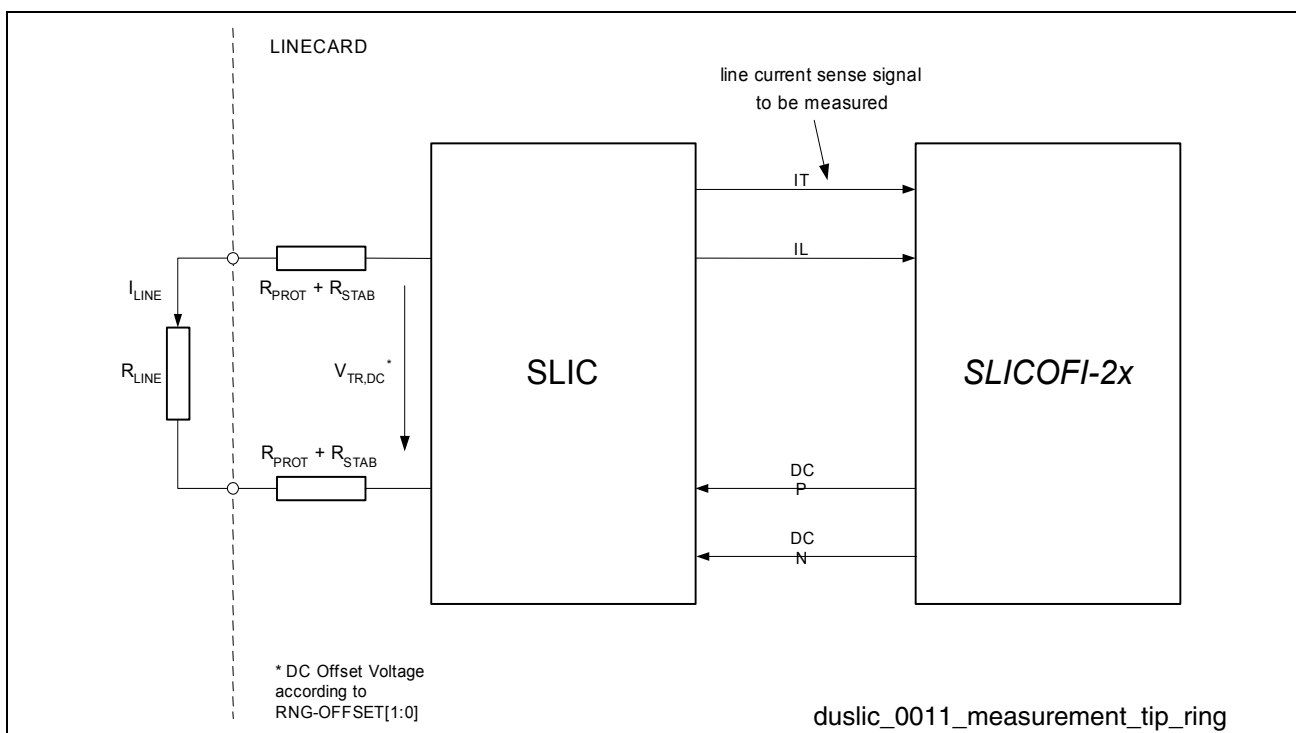 LINECARD
line current sense signal
to be measured
IT
IL
I_LINE
R_PROT + R_STAB
R_LINE
V_TR,DC *
SLIC
SLICOFI-2x
R_PROT + R_STAB
DC
P
DC
N
* DC Offset Voltage
according to
RNG-OFFSET[1:0]
duslic_0011_measurement_tip_ring